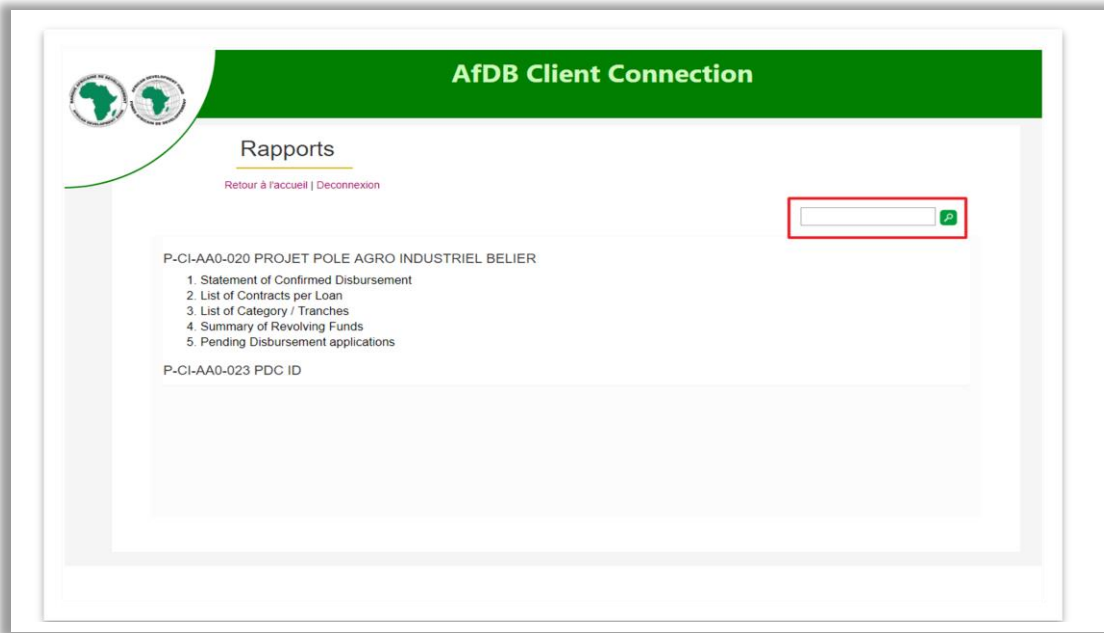 AfDB Client Connection
Rapports
Retour à l'accueil | Deconnexion
P-CI-AA0-020 PROJET POLE AGRO INDUSTRIEL BELIER
1. Statement of Confirmed Disbursement
2. List of Contracts per Loan
3. List of Category / Tranches
4. Summary of Revolving Funds
5. Pending Disbursement applications
P-CI-AA0-023 PDC ID